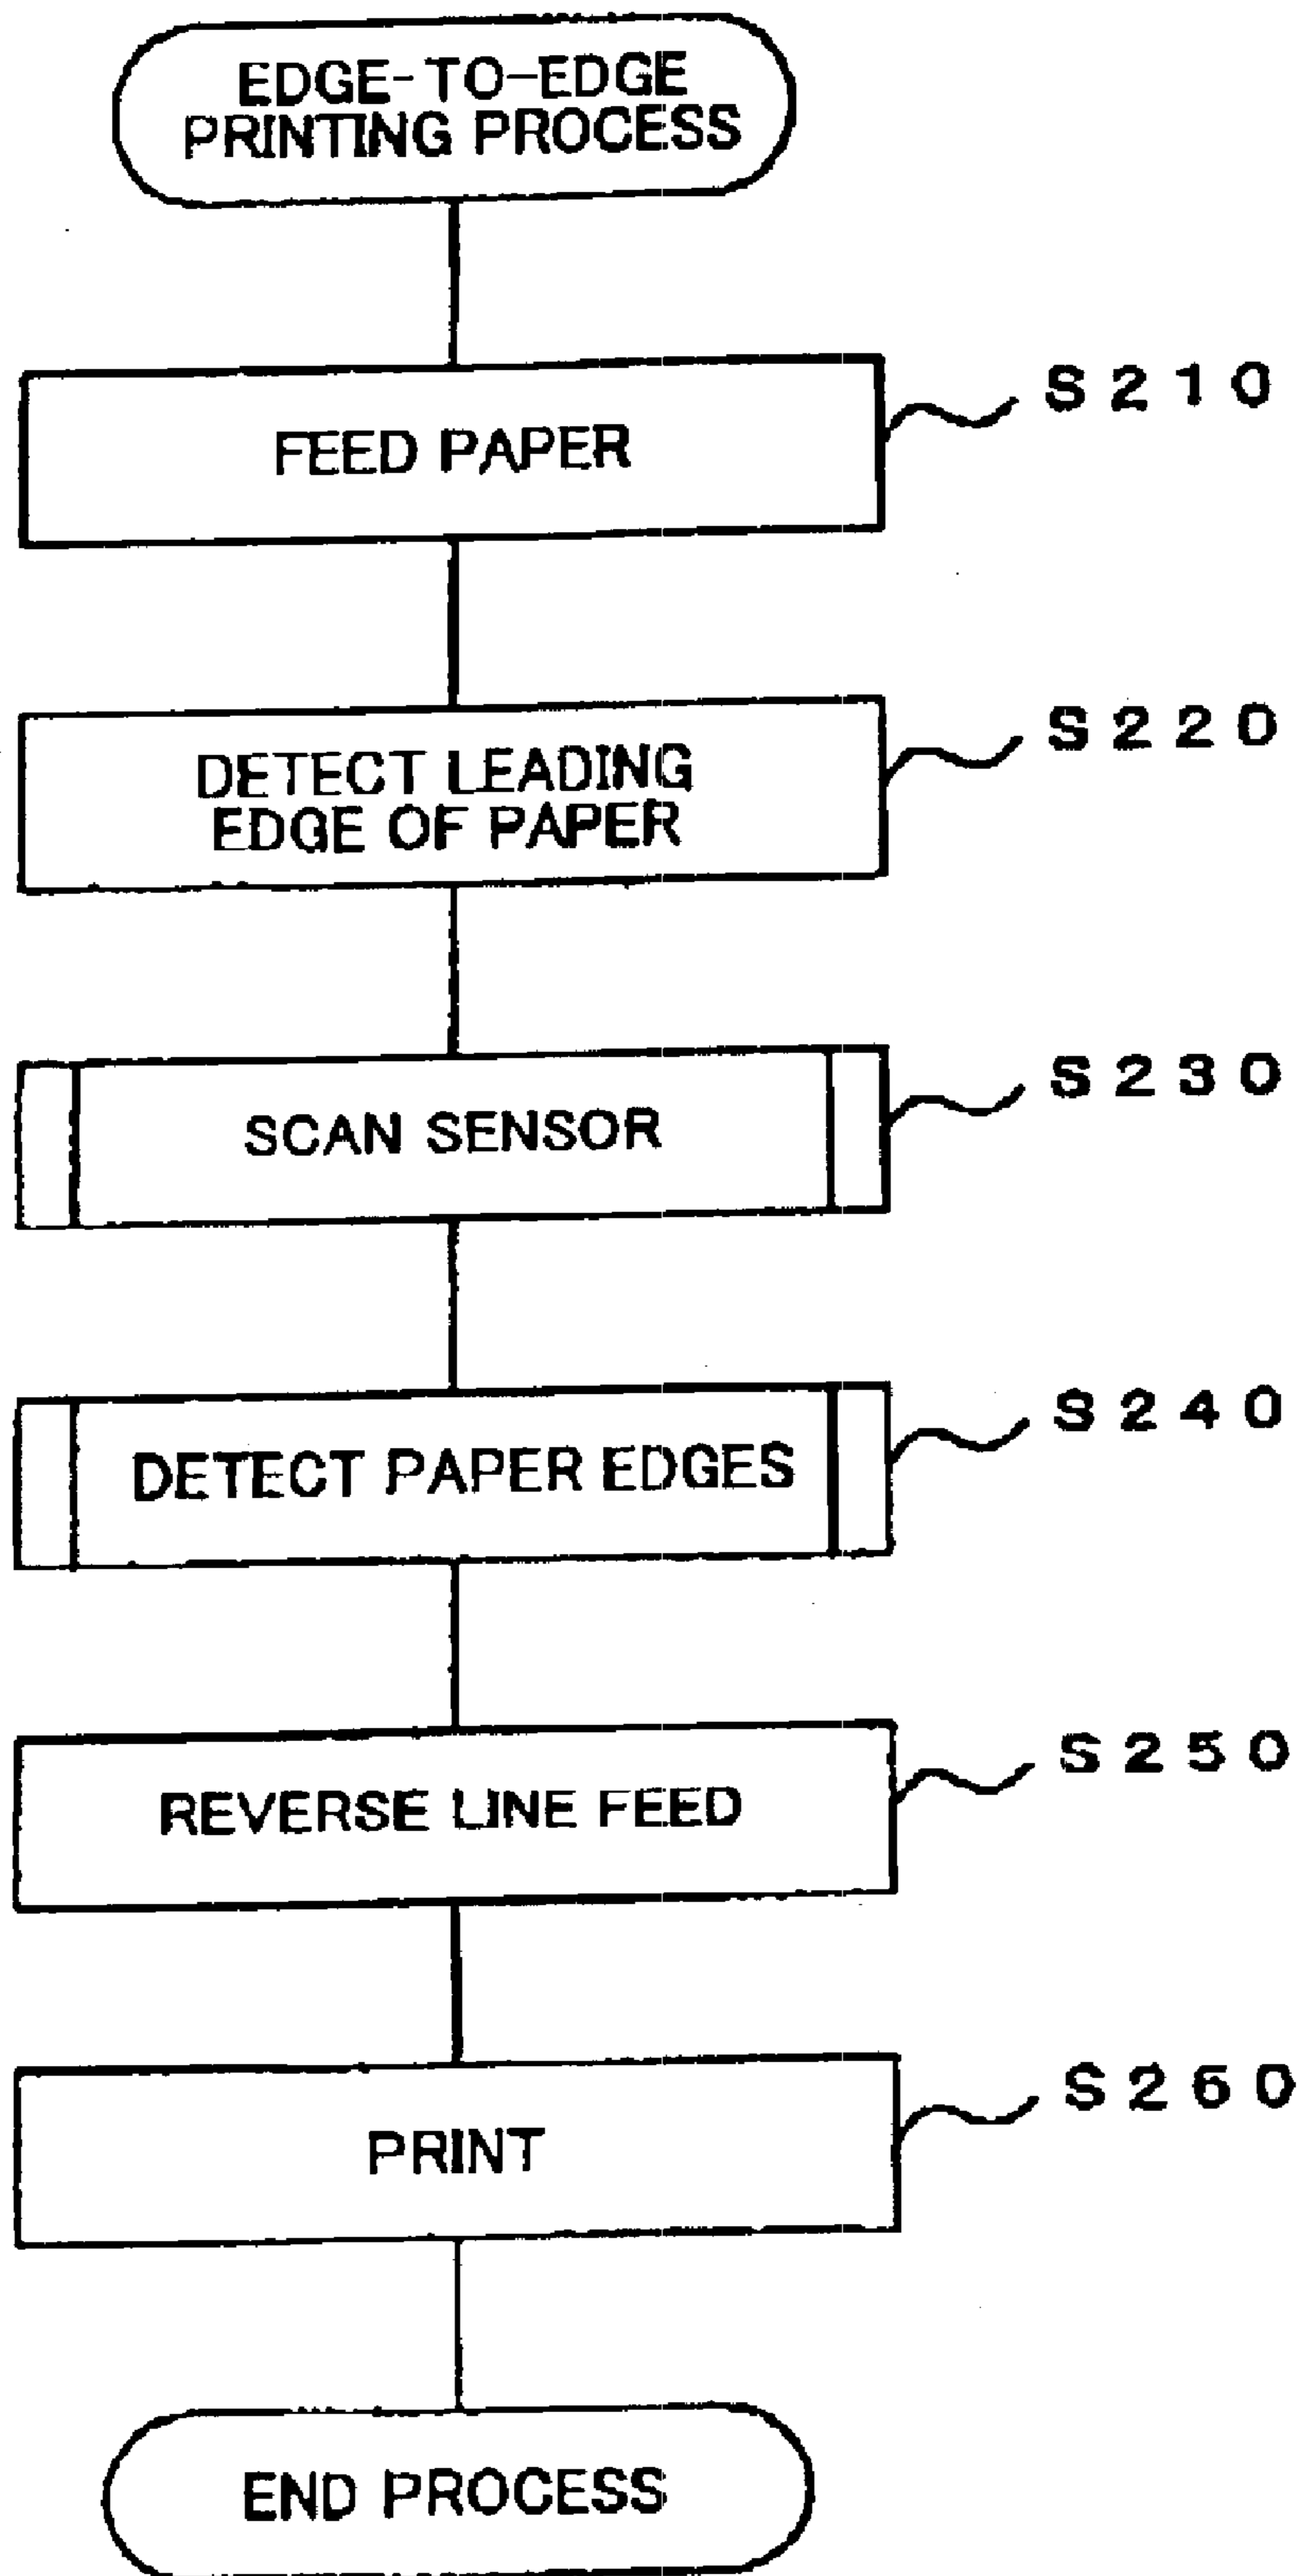 EDGE-TO-EDGE
PRINTING PROCESS
FEED PAPER
S210
DETECT LEADING
EDGE OF PAPER
S220
SCAN SENSOR
S230
DETECT PAPER EDGES
S240
REVERSE LINE FEED
S250
PRINT
S260
END PROCESS